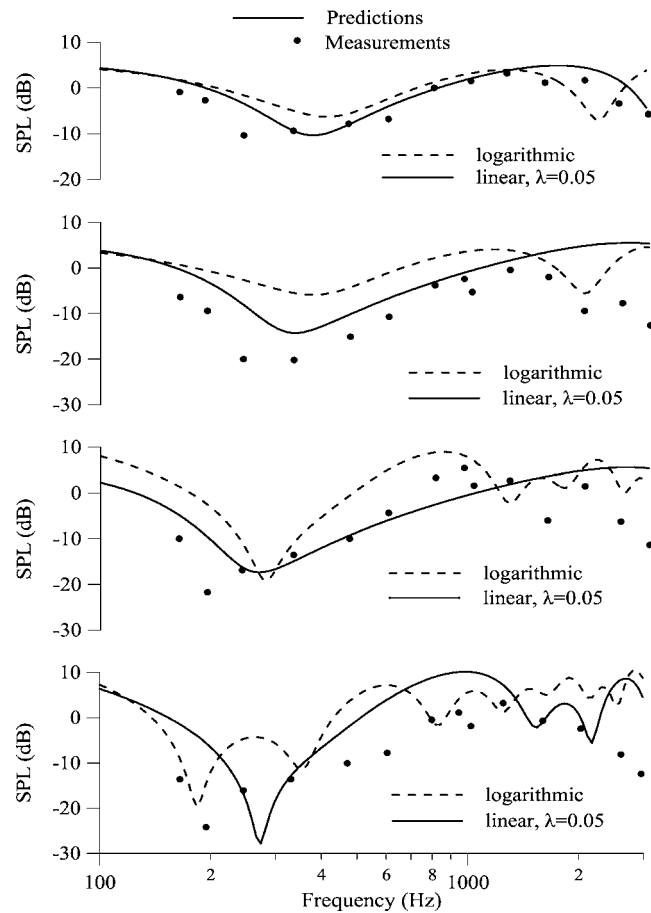 Predictions
Measurements
10
0
-10
-20
SPL (dB)
logarithmic
linear, λ=0.05
10
0
-10
-20
-30
SPL (dB)
logarithmic
linear, λ=0.05
10
0
-10
-20
-30
SPL (dB)
logarithmic
linear, λ=0.05
10
0
-10
-20
-30
SPL (dB)
logarithmic
linear, λ=0.05
100 2 4 6 8 1000 2
Frequency (Hz)